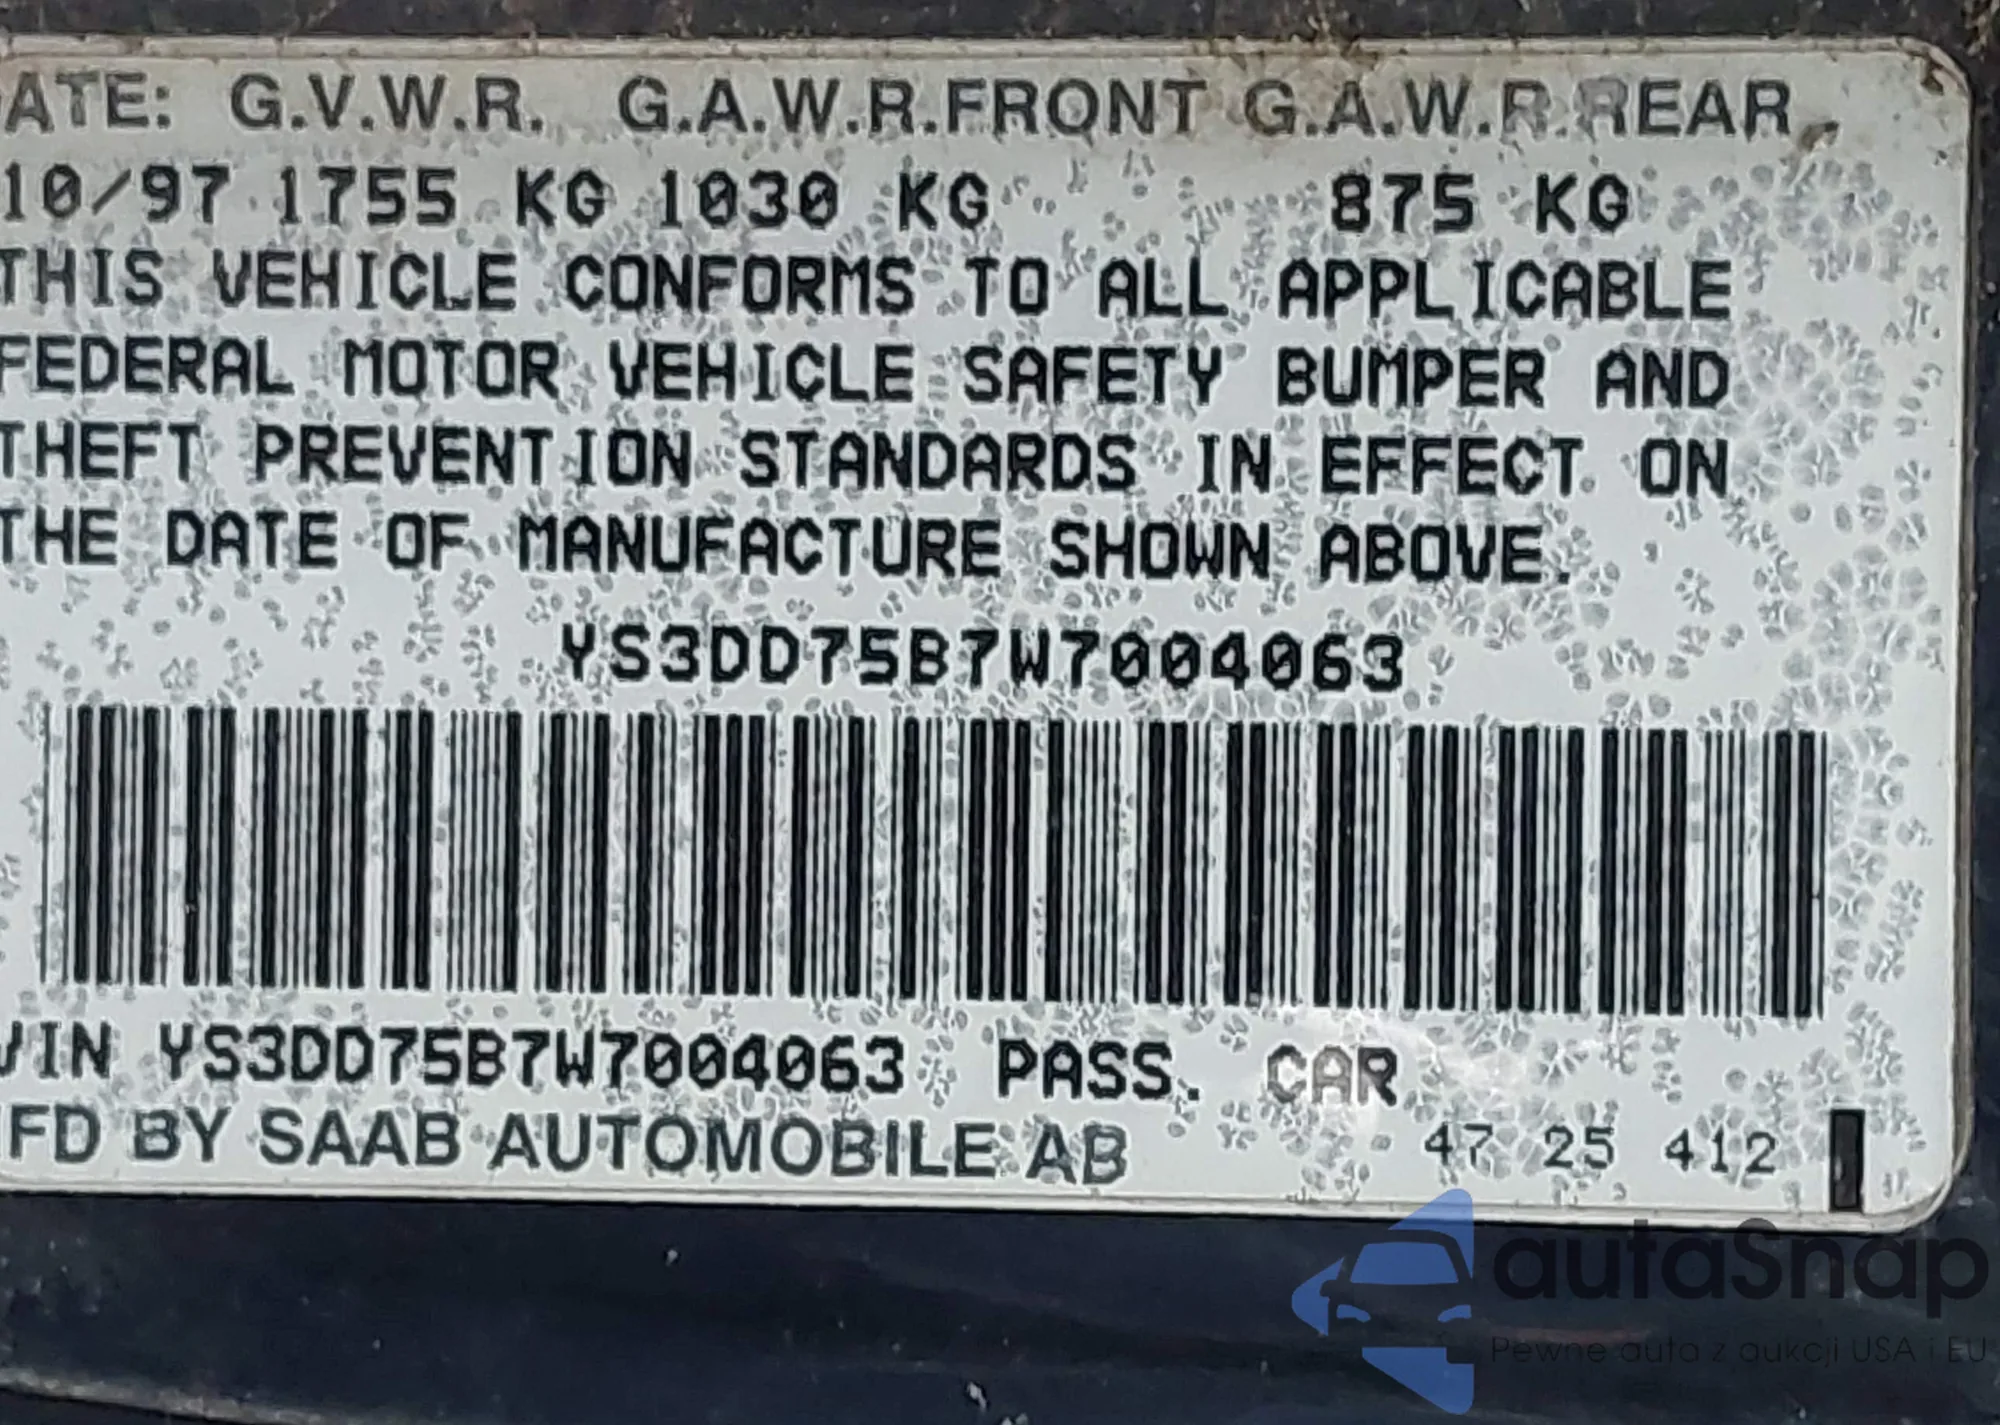 ATE: G.V.W.R. G.A.W.R.FRONT G.A.W.R.REAR
10/97 1755 KG 1030 KG 875 KG
THIS VEHICLE CONFORMS TO ALL APPLICABLE
FEDERAL MOTOR VEHICLE SAFETY BUMPER AND
THEFT PREVENTION STANDARDS IN EFFECT ON
THE DATE OF MANUFACTURE SHOWN ABOVE.
YS3DD75B7W7004063
VIN YS3DD75B7W7004063 PASS. CAR
FD BY SAAB AUTOMOBILE AB
47 25 412
autaSnap
Pewne auta z aukcji USA i EU